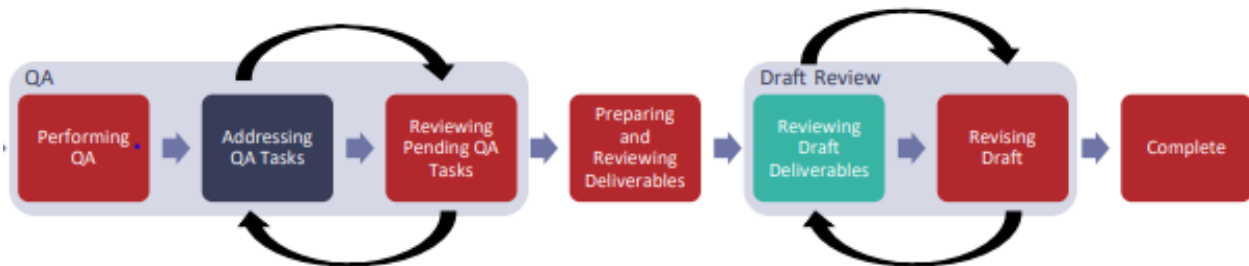 QA
Performing
QA
Addressing
QA Tasks
Reviewing
Pending QA
Tasks
Preparing
and
Reviewing
Deliverables
Draft Review
Reviewing
Draft
Deliverables
Revising
Draft
Complete